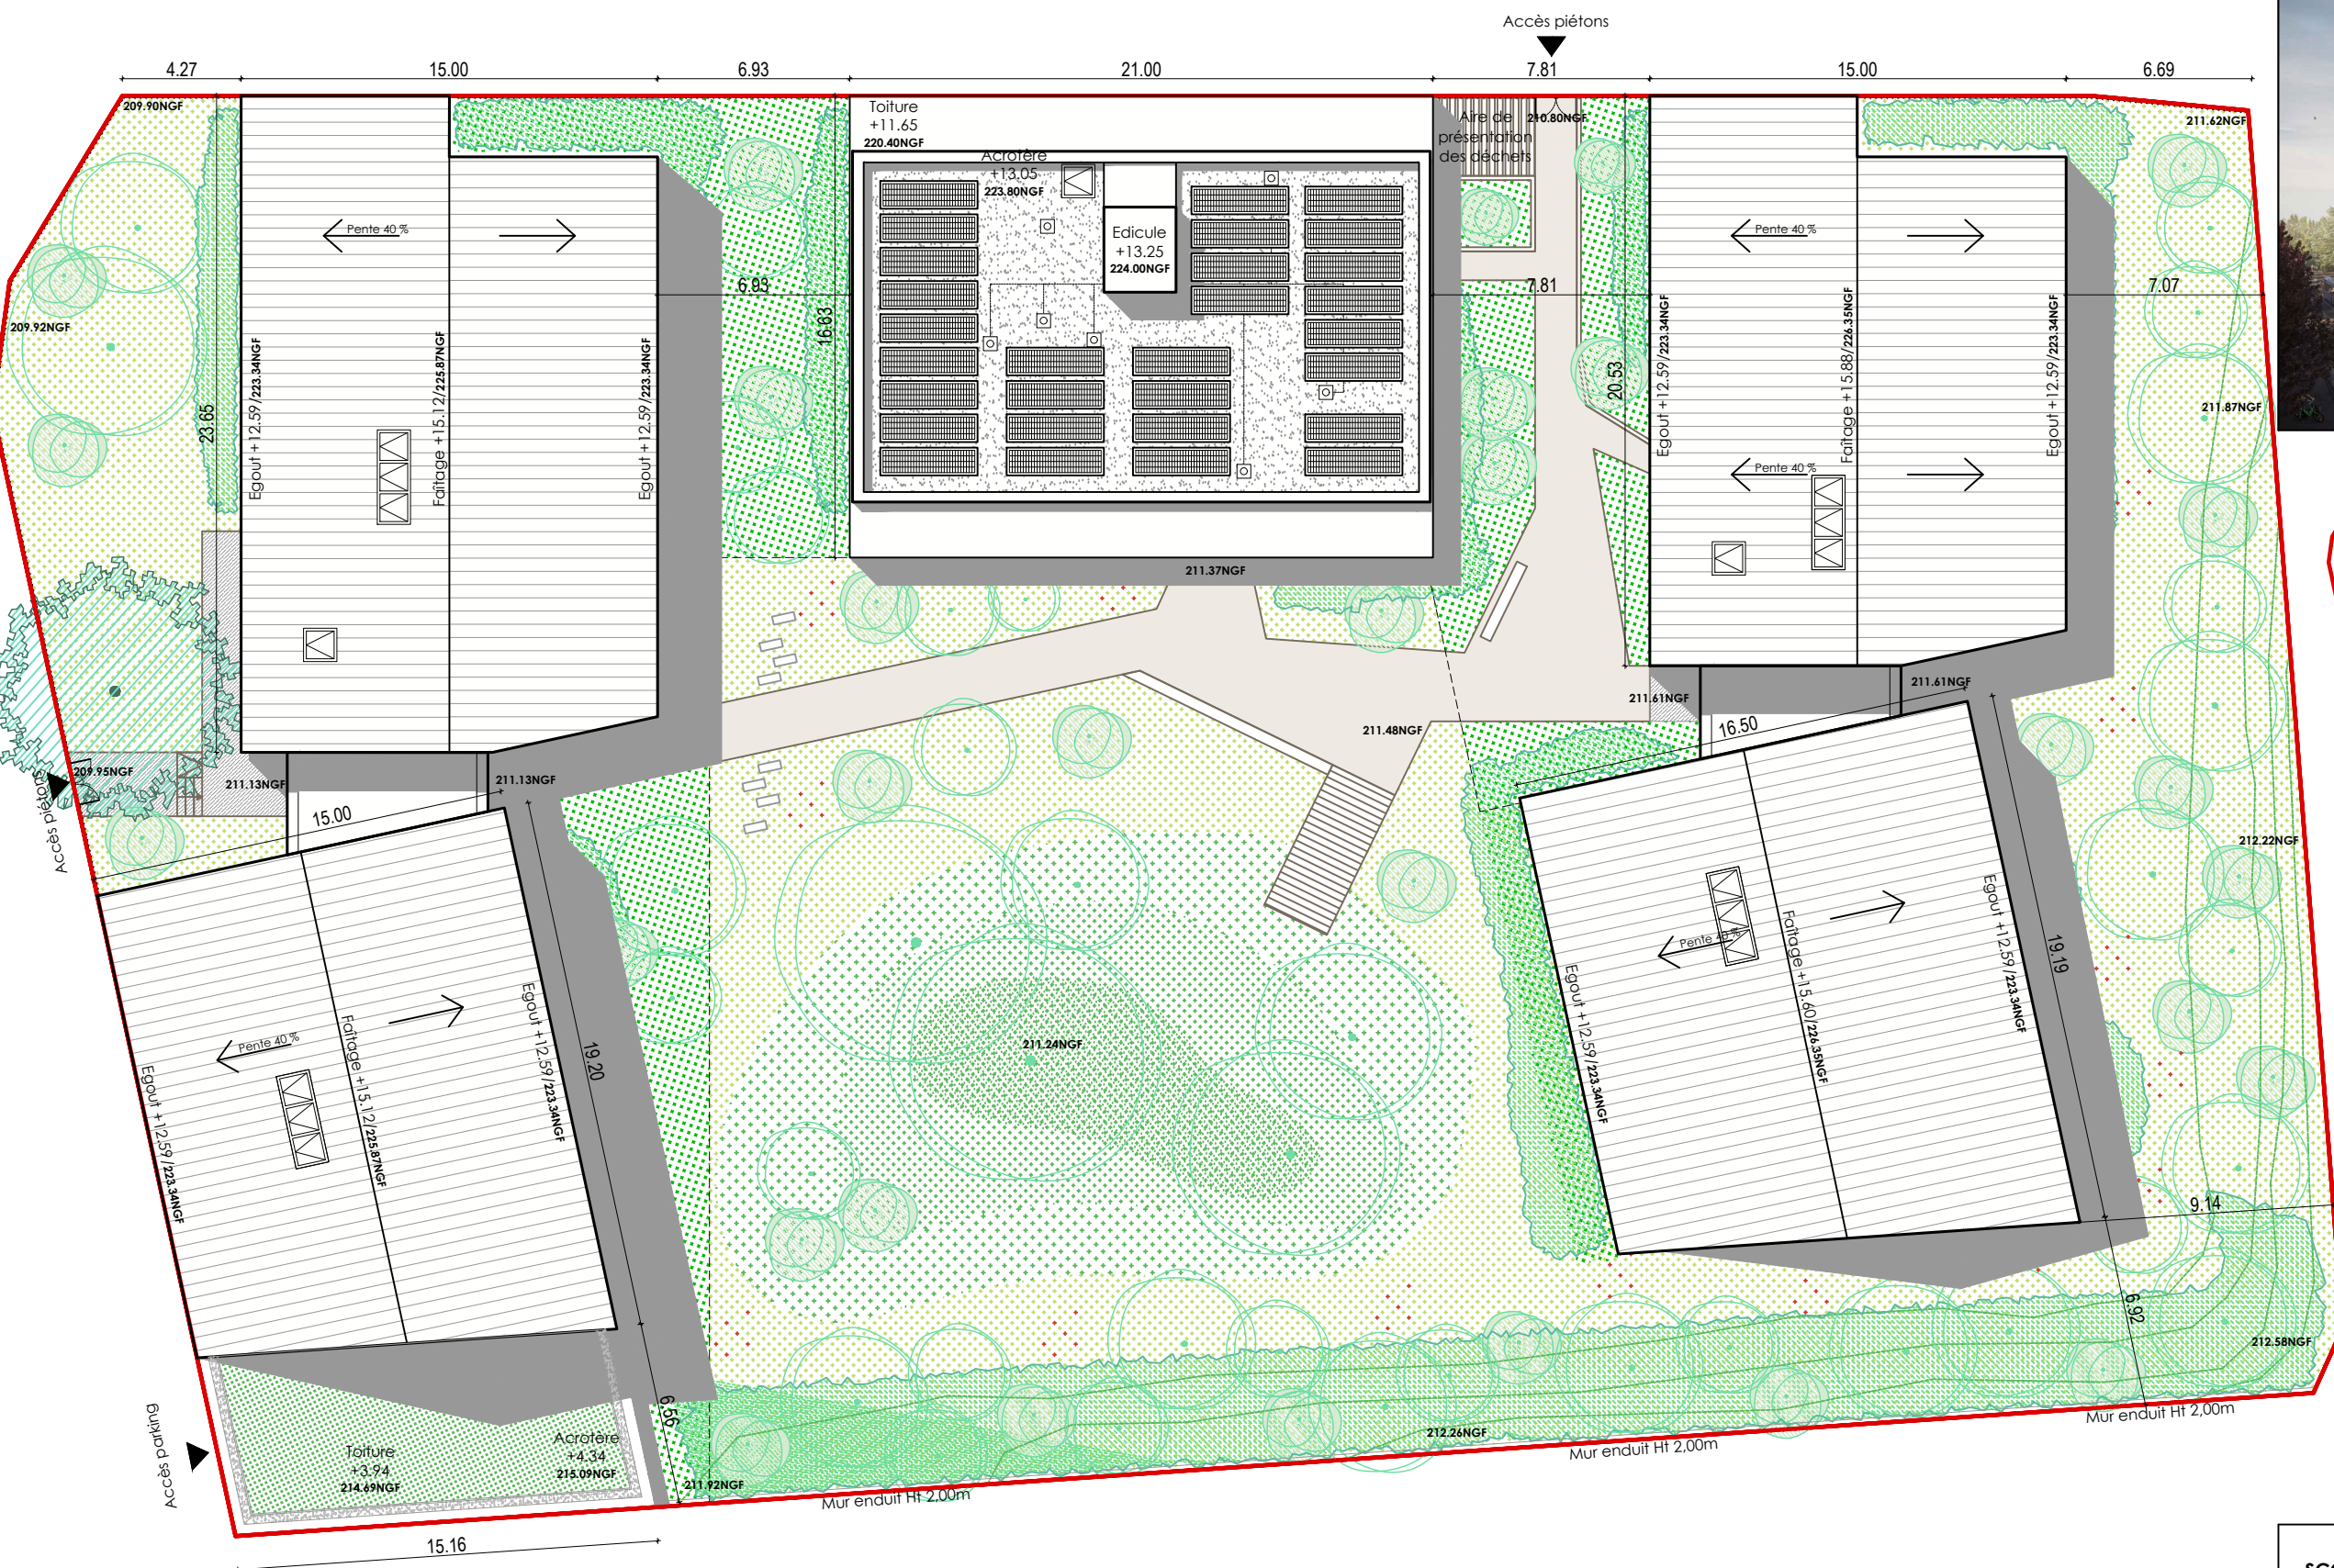 Accès piétons
4.27
15.00
6.93
21.00
7.81
15.00
6.69
209.90NGF
Toiture
+11.65
220.40NGF
Acrotère
+13.05
223.80NGF
Aire de
présentation
des déchets
210.80NGF
211.62NGF
Pente 40 %
Edicule
+13.25
224.00NGF
Pente 40 %
6.93
7.81
7.07
209.92NGF
16.63
23.65
20.53
Egout +12.59/223.34NGF
Faîtage +15.12/225.87NGF
Egout +12.59/223.34NGF
Egout +12.59/223.34NGF
Faîtage +15.88/226.35NGF
Egout +12.59/223.34NGF
211.87NGF
Pente 40 %
211.37NGF
211.61NGF
211.61NGF
211.48NGF
16.50
209.95NGF
211.13NGF
211.13NGF
Accès piétons
15.00
212.22NGF
Pente 40 %
Egout +12.59/223.34NGF
Faîtage +15.60/226.35NGF
Egout +12.59/223.34NGF
19.19
Pente 40 %
Egout +12.59/223.34NGF
Faîtage +15.12/225.87NGF
Egout +12.59/223.34NGF
19.20
211.24NGF
9.14
6.92
212.58NGF
6.56
Accès parking
Toiture
+3.94
214.69NGF
Acrotère
+4.34
215.09NGF
211.92NGF
212.26NGF
Mur enduit Ht 2,00m
Mur enduit Ht 2,00m
Mur enduit Ht 2,00m
15.16